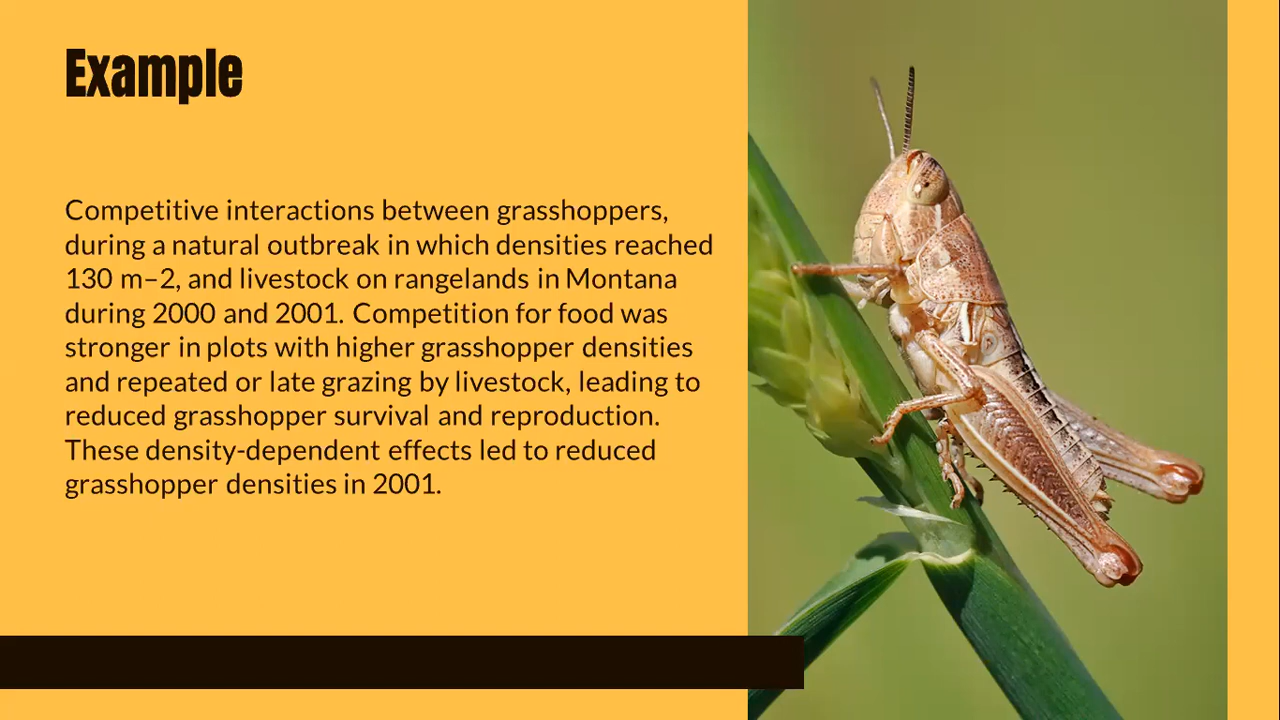 Example
Competitive interactions between grasshoppers,
during a natural outbreak in which densities reached
130 m–2, and livestock on rangelands in Montana
during 2000 and 2001. Competition for food was
stronger in plots with higher grasshopper densities
and repeated or late grazing by livestock, leading to
reduced grasshopper survival and reproduction.
These density-dependent effects led to reduced
grasshopper densities in 2001.